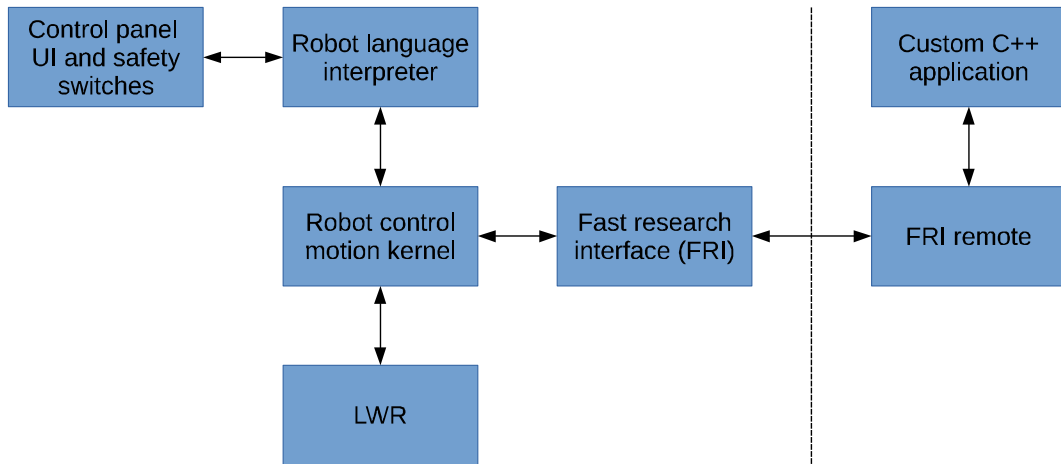 Control panel
UI and safety
switches
Robot language
interpreter
Custom C++
application
Robot control
motion kernel
Fast research
interface (FRI)
FRI remote
LWR